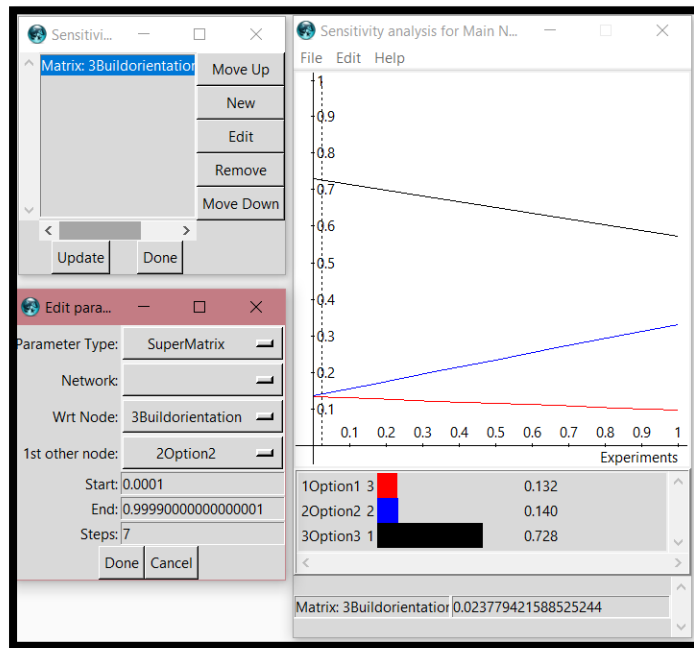 Sensitivi...
Matrix: 3Buildorientation
Move Up
New
Edit
Remove
Move Down
Update
Done
Edit para...
Parameter Type:
SuperMatrix
Network:
Wrt Node:
3Buildorientation
1st other node:
2Option2
Start:
0.0001
End:
0.99990000000000001
Steps:
7
Done
Cancel
Sensitivity analysis for Main N...
File Edit Help
1
0.9
0.8
0.7
0.6
0.5
0.4
0.3
0.2
0.1
0.1 0.2 0.3 0.4 0.5 0.6 0.7 0.8 0.9 1
Experiments
1Option1 3 0.132
2Option2 2 0.140
3Option3 1 0.728
Matrix: 3Buildorientation 0.023779421588525244